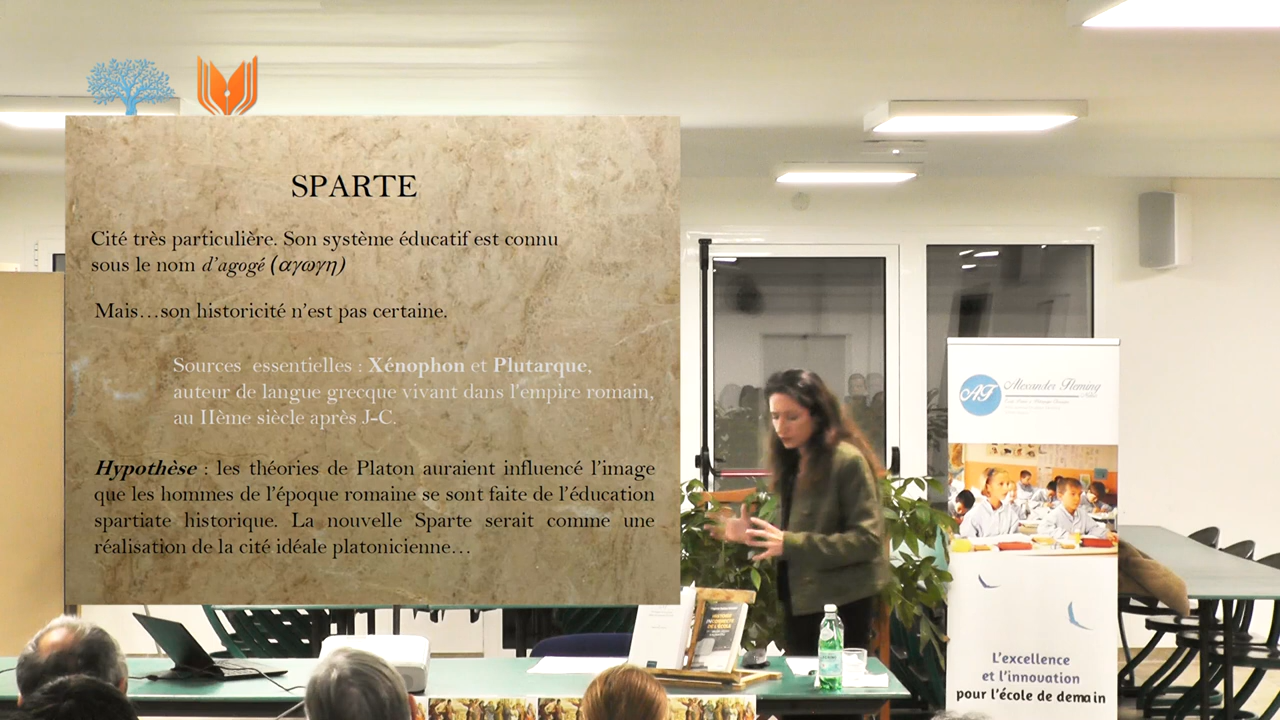 SPARTE
Cité très particulière. Son système éducatif est connu
sous le nom d'agogé (αγωγη)
Mais…son historicité n'est pas certaine.
Sources essentielles : Xénophon et Plutarque,
auteur de langue grecque vivant dans l'empire romain,
au IIème siècle après J-C.
Hypothèse : les théories de Platon auraient influencé l'image
que les hommes de l'époque romaine se sont faite de l'éducation
spartiate historique. La nouvelle Sparte serait comme une
réalisation de la cité idéale platonicienne…
AF
Alexander Fleming
L'excellence
et l'innovation
pour l'école de demain